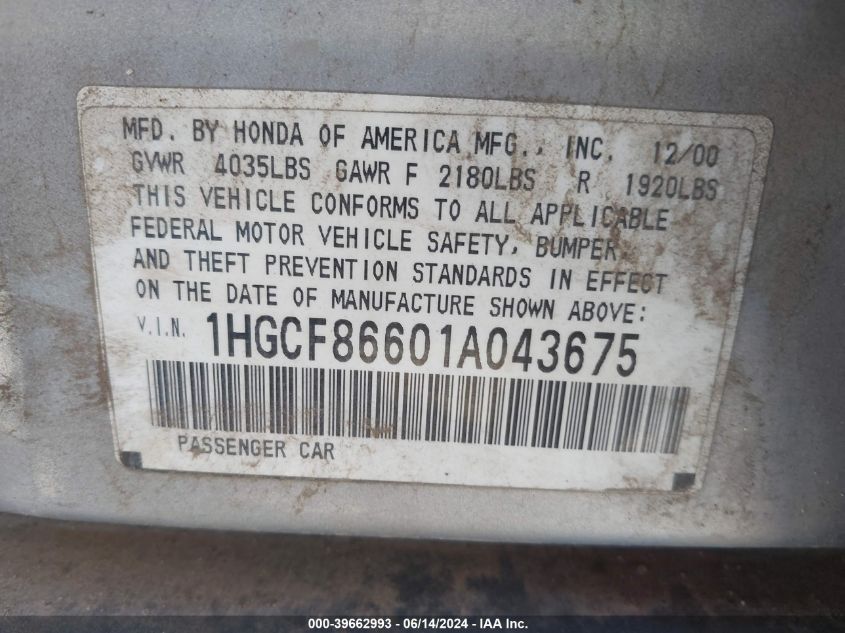 MFD. BY HONDA OF AMERICA MFG., INC. 12/00
GVWR 4035LBS GAWR F 2180LBS R 1920LBS
THIS VEHICLE CONFORMS TO ALL APPLICABLE
FEDERAL MOTOR VEHICLE SAFETY, BUMPER,
AND THEFT PREVENTION STANDARDS IN EFFECT
ON THE DATE OF MANUFACTURE SHOWN ABOVE:
V.I.N. 1HGCF86601A043675
PASSENGER CAR
000-39662993 - 06/14/2024 - IAA Inc.